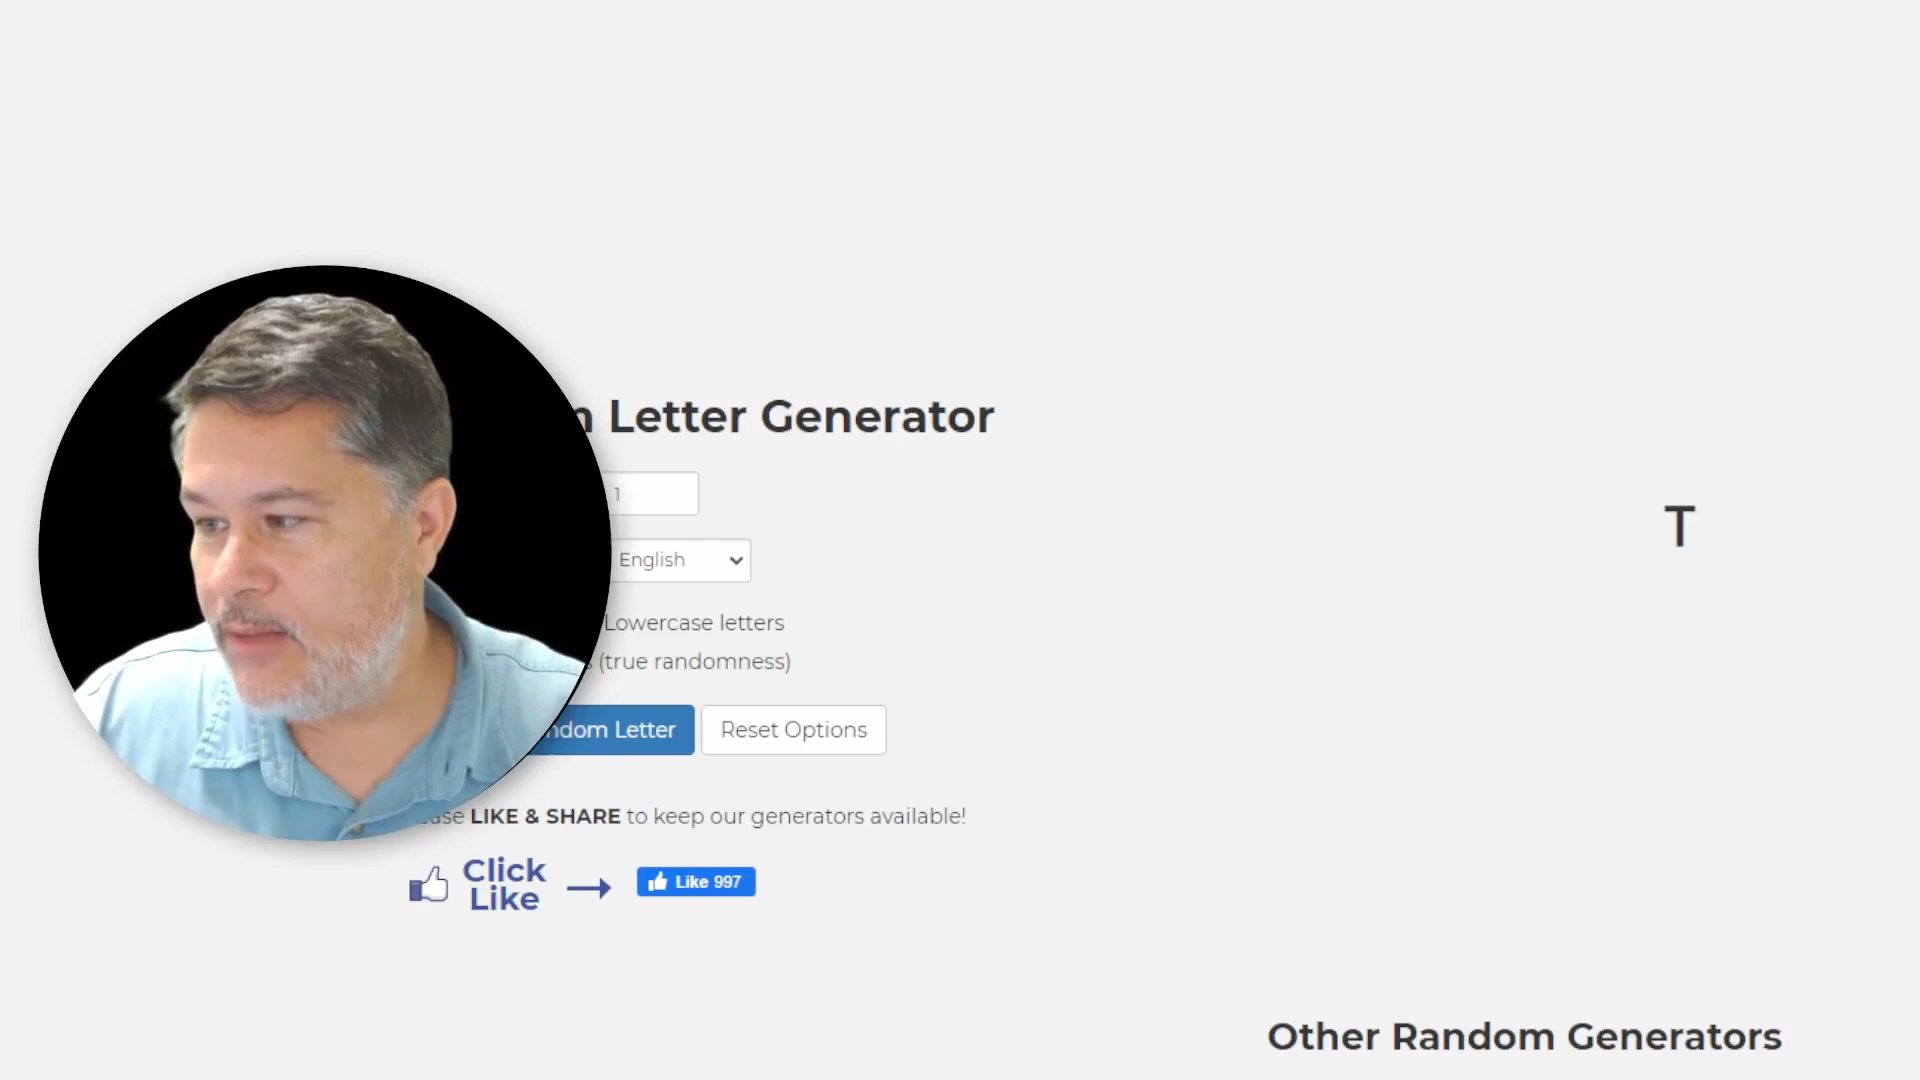 Letter Generator
1
English
Lowercase letters
(true randomness)
Letter
Reset Options
LIKE & SHARE to keep our generators available!
Click
Like
Like 997
T
Other Random Generators